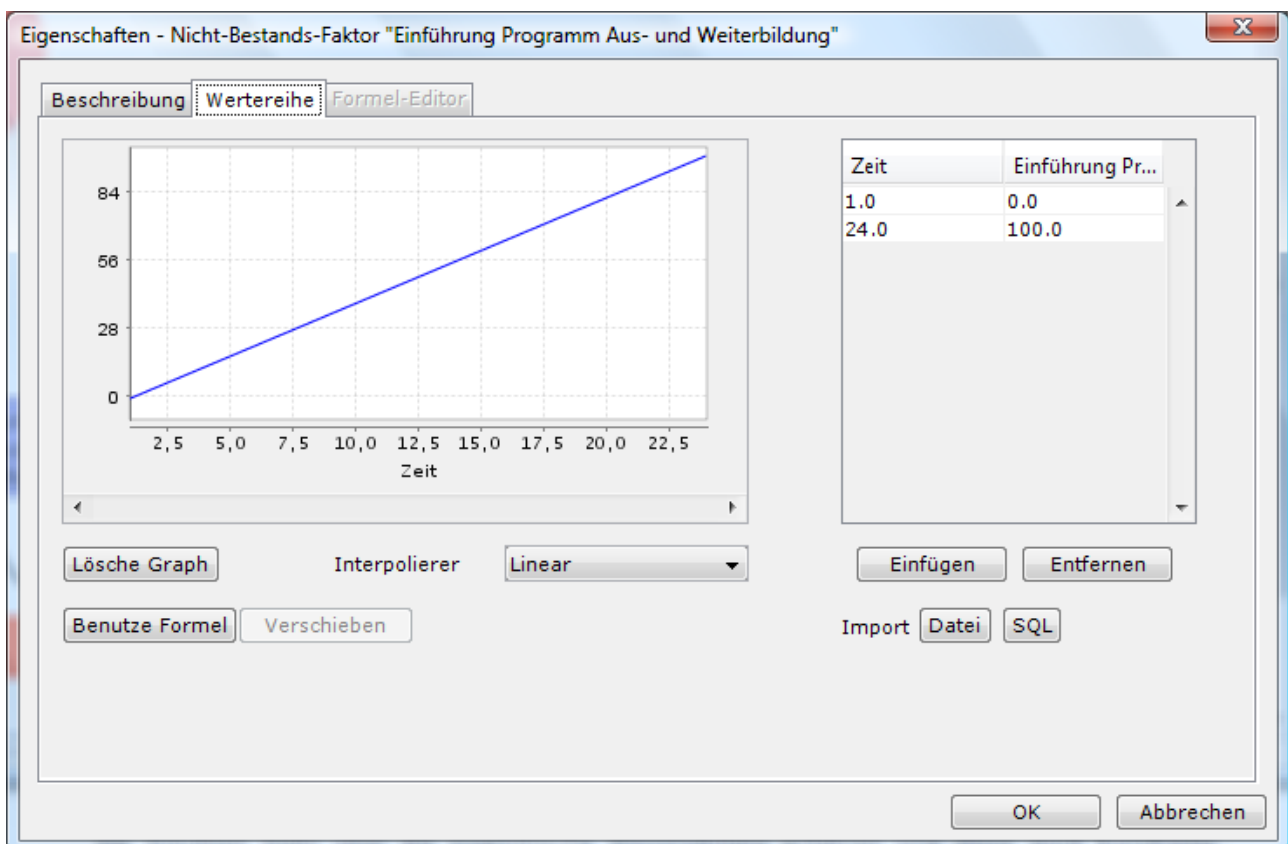 Eigenschaften - Nicht-Bestands-Faktor "Einführung Programm Aus- und Weiterbildung"
Beschreibung Wertereihe Formel-Editor
84
56
28
0
2,5 5,0 7,5 10,0 12,5 15,0 17,5 20,0 22,5
Zeit
Zeit Einführung Pr...
1.0 0.0
24.0 100.0
Lösche Graph Interpolierer Linear Einfügen Entfernen
Benutze Formel Verschieben Import Datei SQL
OK Abbrechen